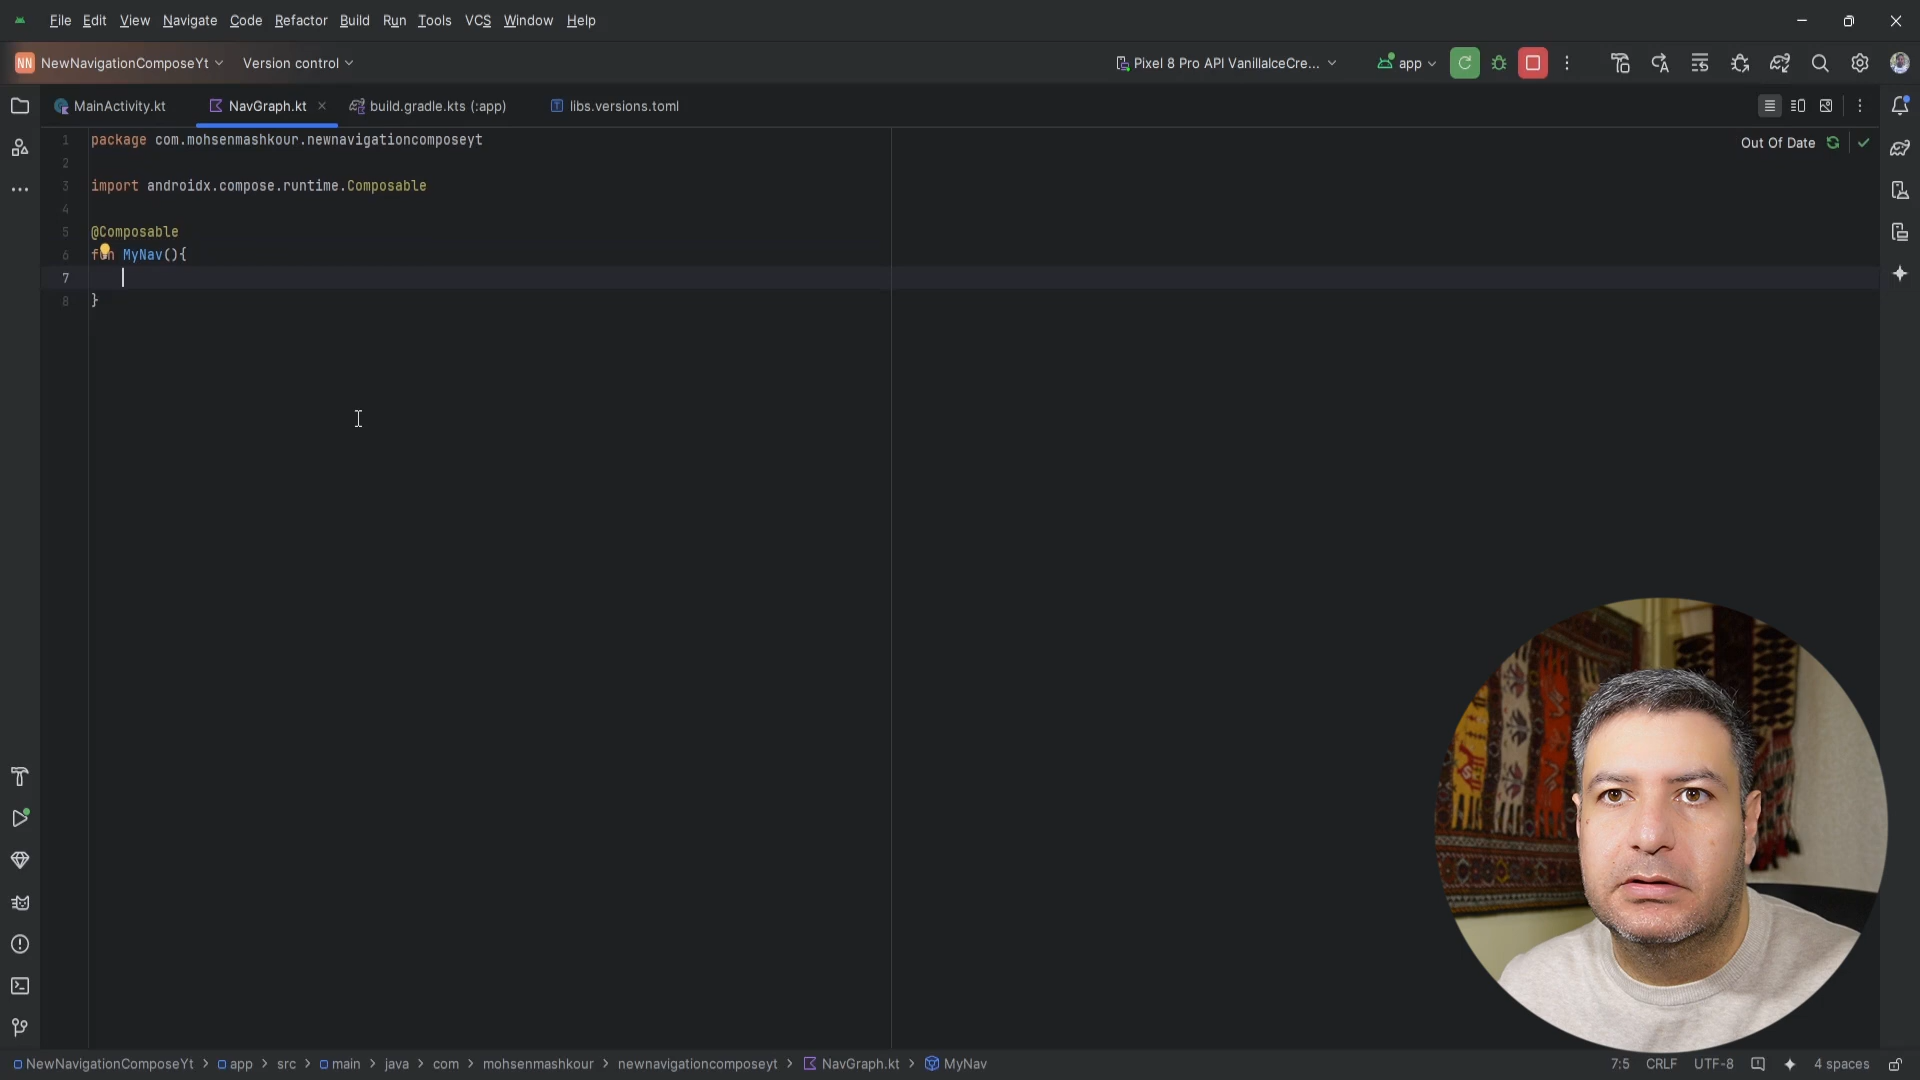 File Edit View Navigate Code Refactor Build Run Tools VCS Window Help
NN NewNavigationComposeYt Version control Pixel 8 Pro API VanillaIceCre... app
MainActivity.kt NavGraph.kt build.gradle.kts (:app) libs.versions.toml
Out Of Date
1 package com.mohsenmashkour.newnavigationcomposeyt
2
3 import androidx.compose.runtime.Composable
4
5 @Composable
6 fun MyNav(){
7
8 }
NewNavigationComposeYt app src main java com mohsenmashkour newnavigationcomposeyt NavGraph.kt MyNav 7:5 CRLF UTF-8 4 spaces